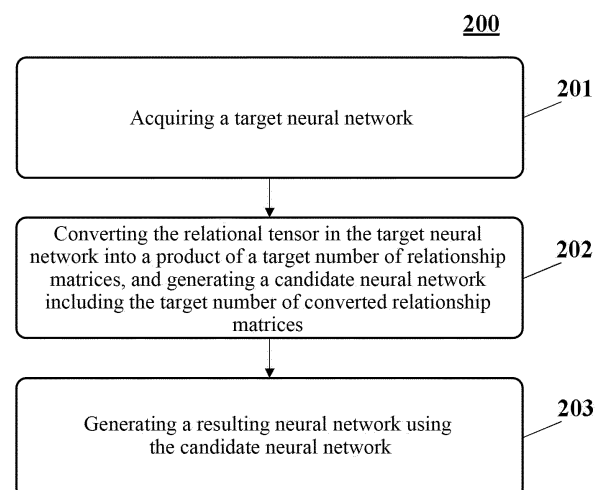 200
Acquiring a target neural network
201
Converting the relational tensor in the target neural
network into a product of a target number of relationship
matrices, and generating a candidate neural network
including the target number of converted relationship
matrices
202
Generating a resulting neural network using
the candidate neural network
203